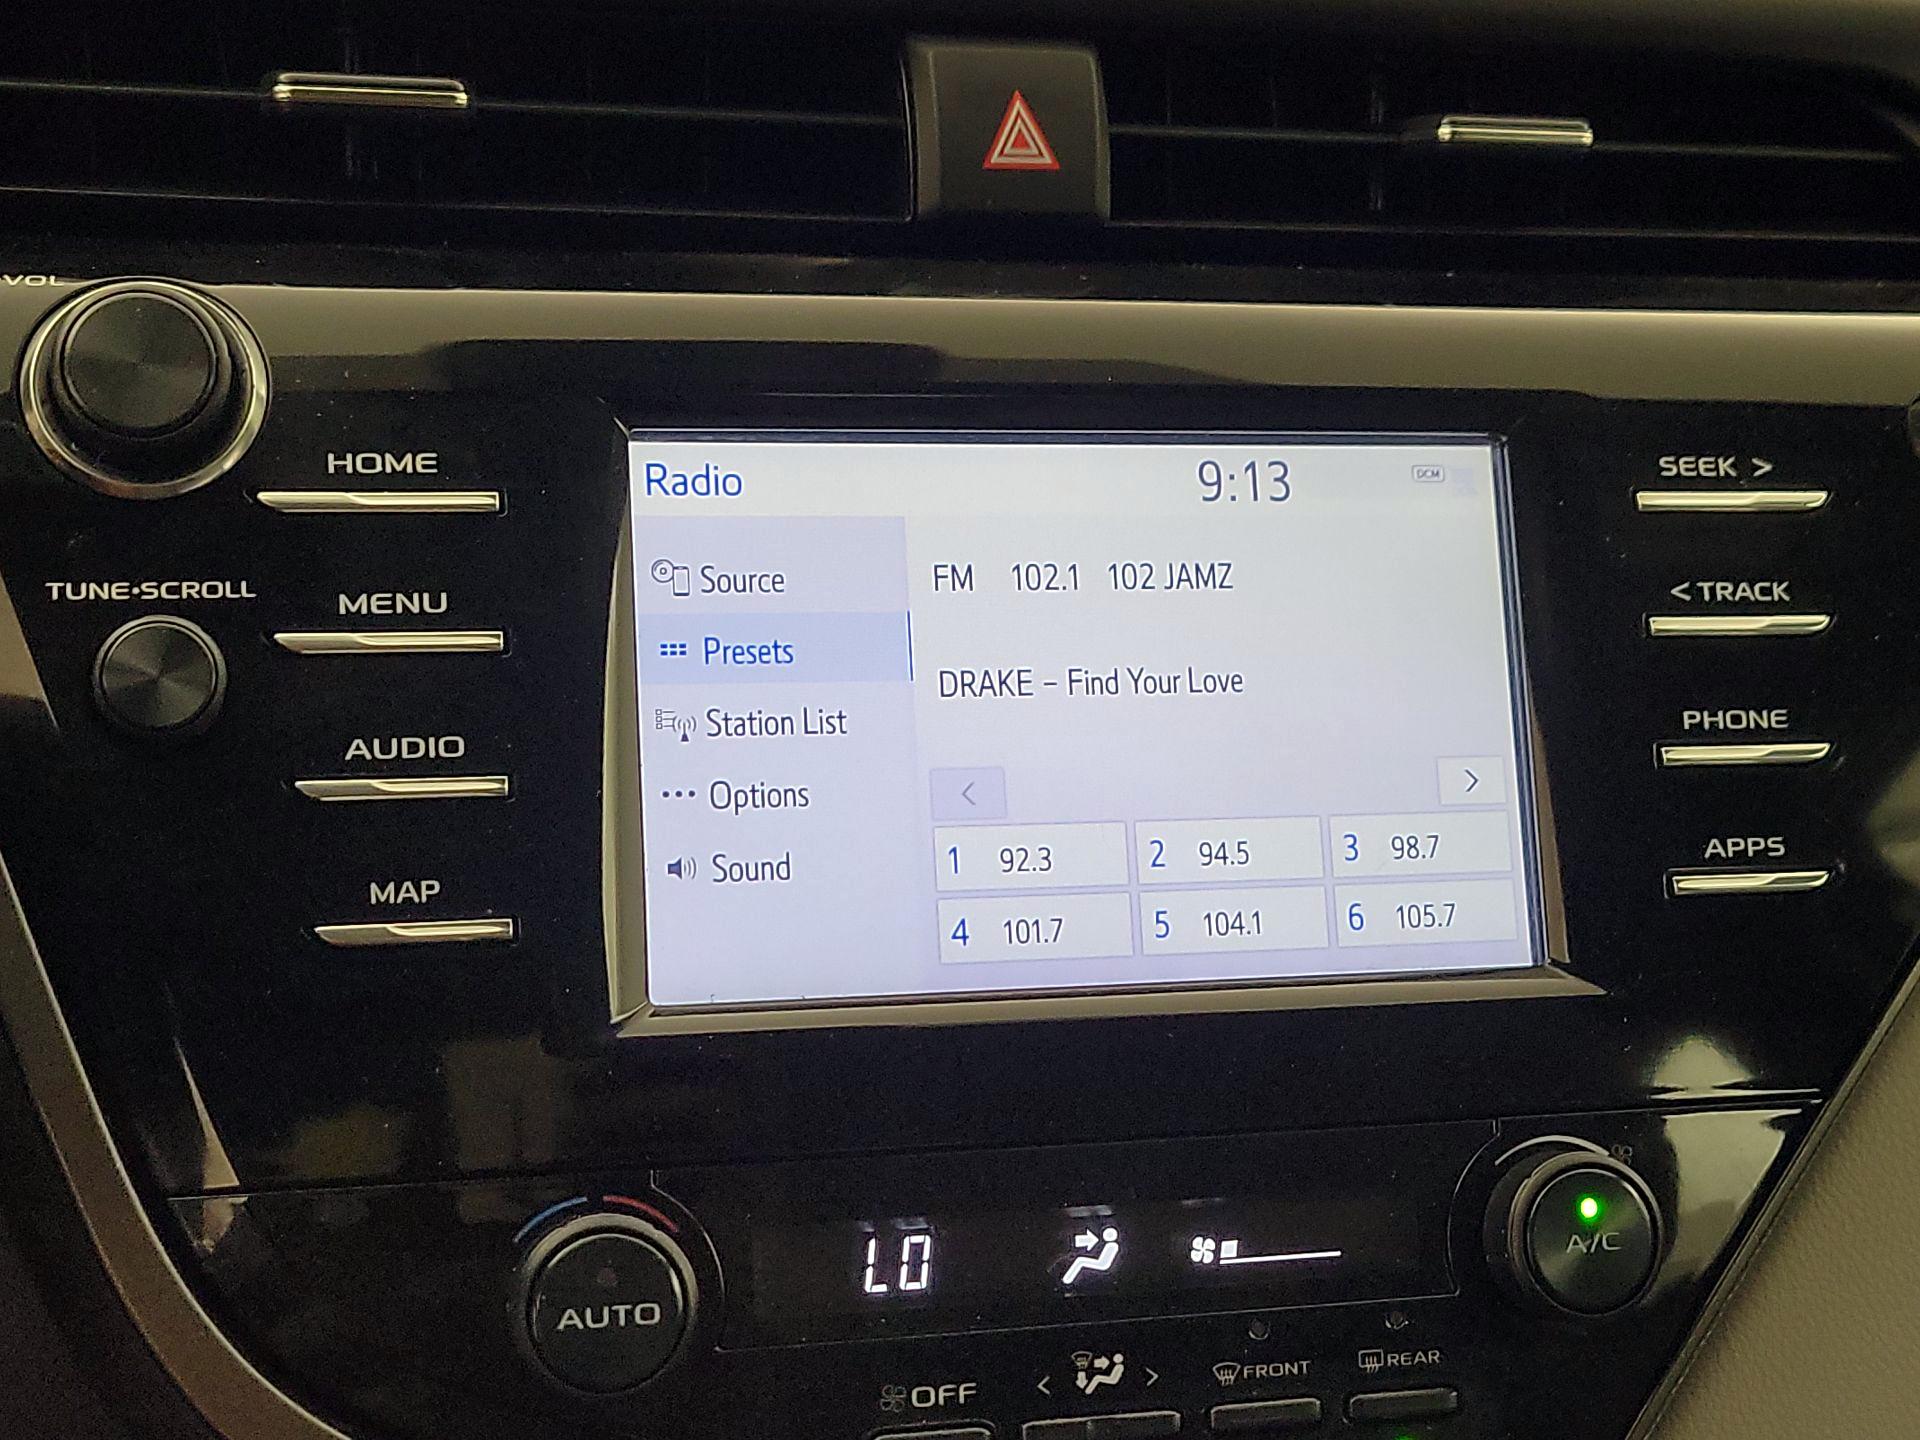 VOL
HOME
TUNE•SCROLL
MENU
AUDIO
MAP
Radio 9:13 DCM
Source
Presets
Station List
Options
Sound
FM 102.1 102 JAMZ
DRAKE – Find Your Love
< >
1 92.3 2 94.5 3 98.7
4 101.7 5 104.1 6 105.7
SEEK >
< TRACK
PHONE
APPS
AUTO
LO
A/C
OFF
< >
FRONT
REAR